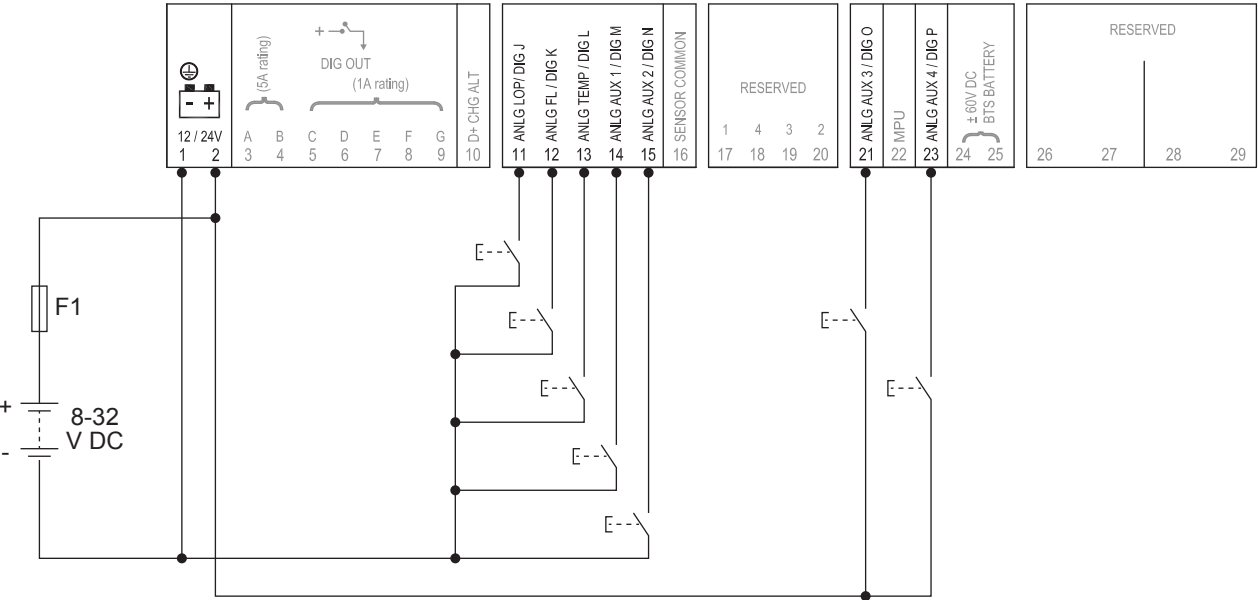 RESERVED
+
DIG OUT
(1A rating)
(5A rating)
D+ CHG ALT
ANLG LOP/ DIG J
ANLG FL / DIG K
ANLG TEMP / DIG L
ANLG AUX 1 / DIG M
ANLG AUX 2 / DIG N
SENSOR COMMON
RESERVED
ANLG AUX 3 / DIG O
MPU
ANLG AUX 4 / DIG P
± 60V DC
BTS BATTERY
- +
12 / 24V
A B C D E F G
1 4 3 2
1 2 3 4 5 6 7 8 9 10 11 12 13 14 15 16 17 18 19 20 21 22 23 24 25 26 27 28 29
F1
+
8-32
V DC
-